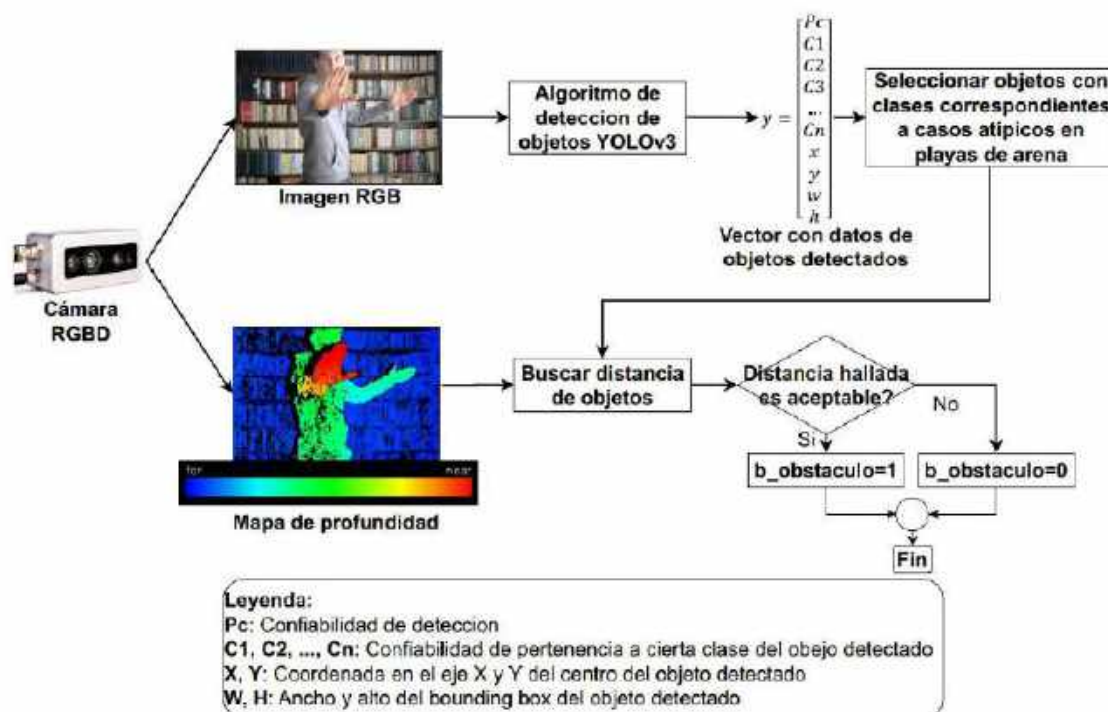 Cámara
RGBD
Imagen RGB
Algoritmo de
deteccion de
objetos YOLOv3
y =
Pc
C1
C2
C3
...
Cn
x
y
w
h
Vector con datos de
objetos detectados
Seleccionar objetos con
clases correspondientes
a casos atípicos en
playas de arena
far
near
Mapa de profundidad
Buscar distancia
de objetos
Distancia hallada
es aceptable?
Si
No
b_obstaculo=1
b_obstaculo=0
Fin
Leyenda:
Pc: Confiabilidad de deteccion
C1, C2, ..., Cn: Confiabilidad de pertenencia a cierta clase del obejo detectado
X, Y: Coordenada en el eje X y Y del centro del objeto detectado
W, H: Ancho y alto del bounding box del objeto detectado